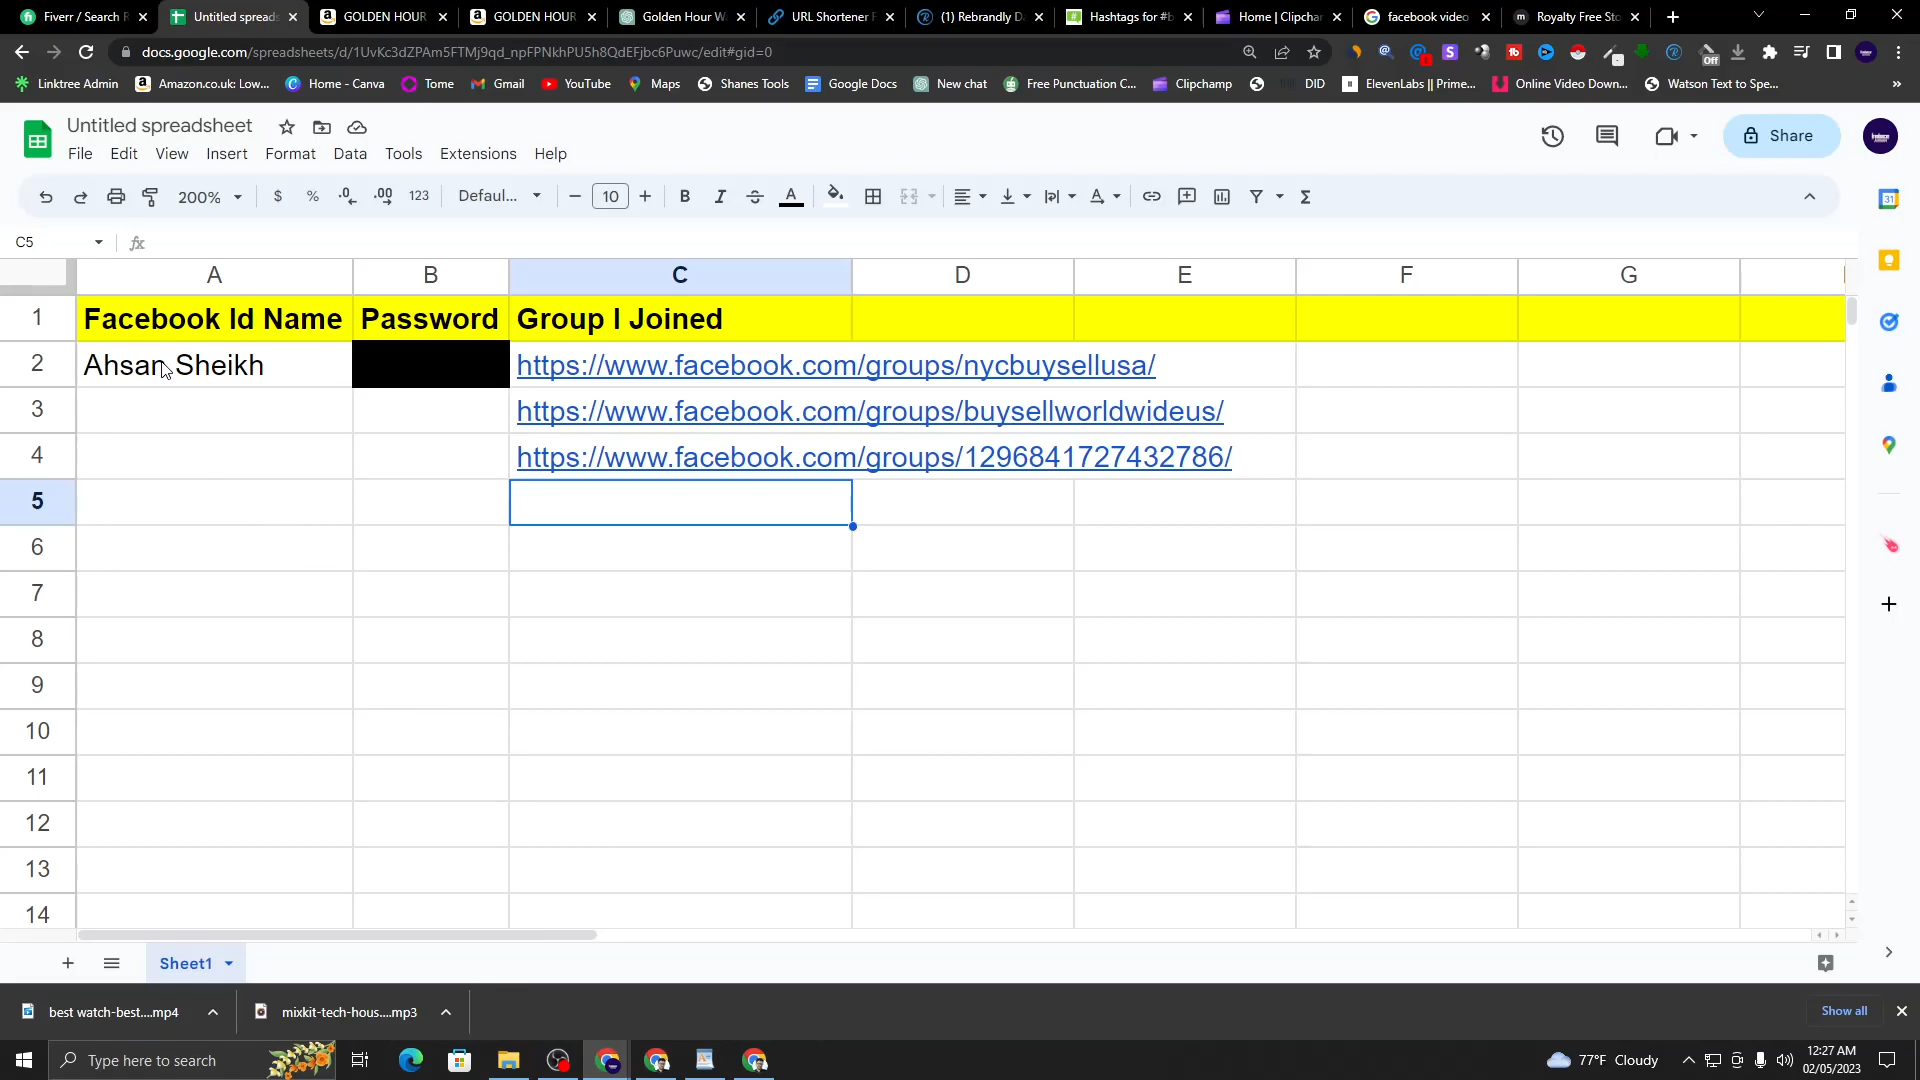 Fiverr / Search R
Untitled spreads
GOLDEN HOUR
GOLDEN HOUR
Golden Hour W
URL Shortener F
(1) Rebrandly D
Hashtags for #b
Home | Clipcha
facebook video
Royalty Free Sto
docs.google.com/spreadsheets/d/1UvKc3dZPAm5FTMj9qd_npFPNkhPU5h8QdEFjbc6Puwc/edit#gid=0
Off
Linktree Admin
Amazon.co.uk: Low...
Home - Canva
Tome
Gmail
YouTube
Maps
Shanes Tools
Google Docs
New chat
Free Punctuation C...
Clipchamp
DID
ElevenLabs || Prime...
Online Video Down...
Watson Text to Spe...
»
Untitled spreadsheet
Share
File Edit View Insert Format Data Tools Extensions Help
200% $ % .0 .00 123 Defaul... 10 B I A Σ
31
C5 fx
A B C D E F G
1 Facebook Id Name Password Group I Joined
2 Ahsan Sheikh https://www.facebook.com/groups/nycbuysellusa/
3 https://www.facebook.com/groups/buysellworldwideus/
4 https://www.facebook.com/groups/1296841727432786/
5
6
7
8
9
10
11
12
13
14
Sheet1
best watch-best....mp4
mixkit-tech-hous....mp3
Show all
Type here to search
77°F Cloudy
12:27 AM
02/05/2023